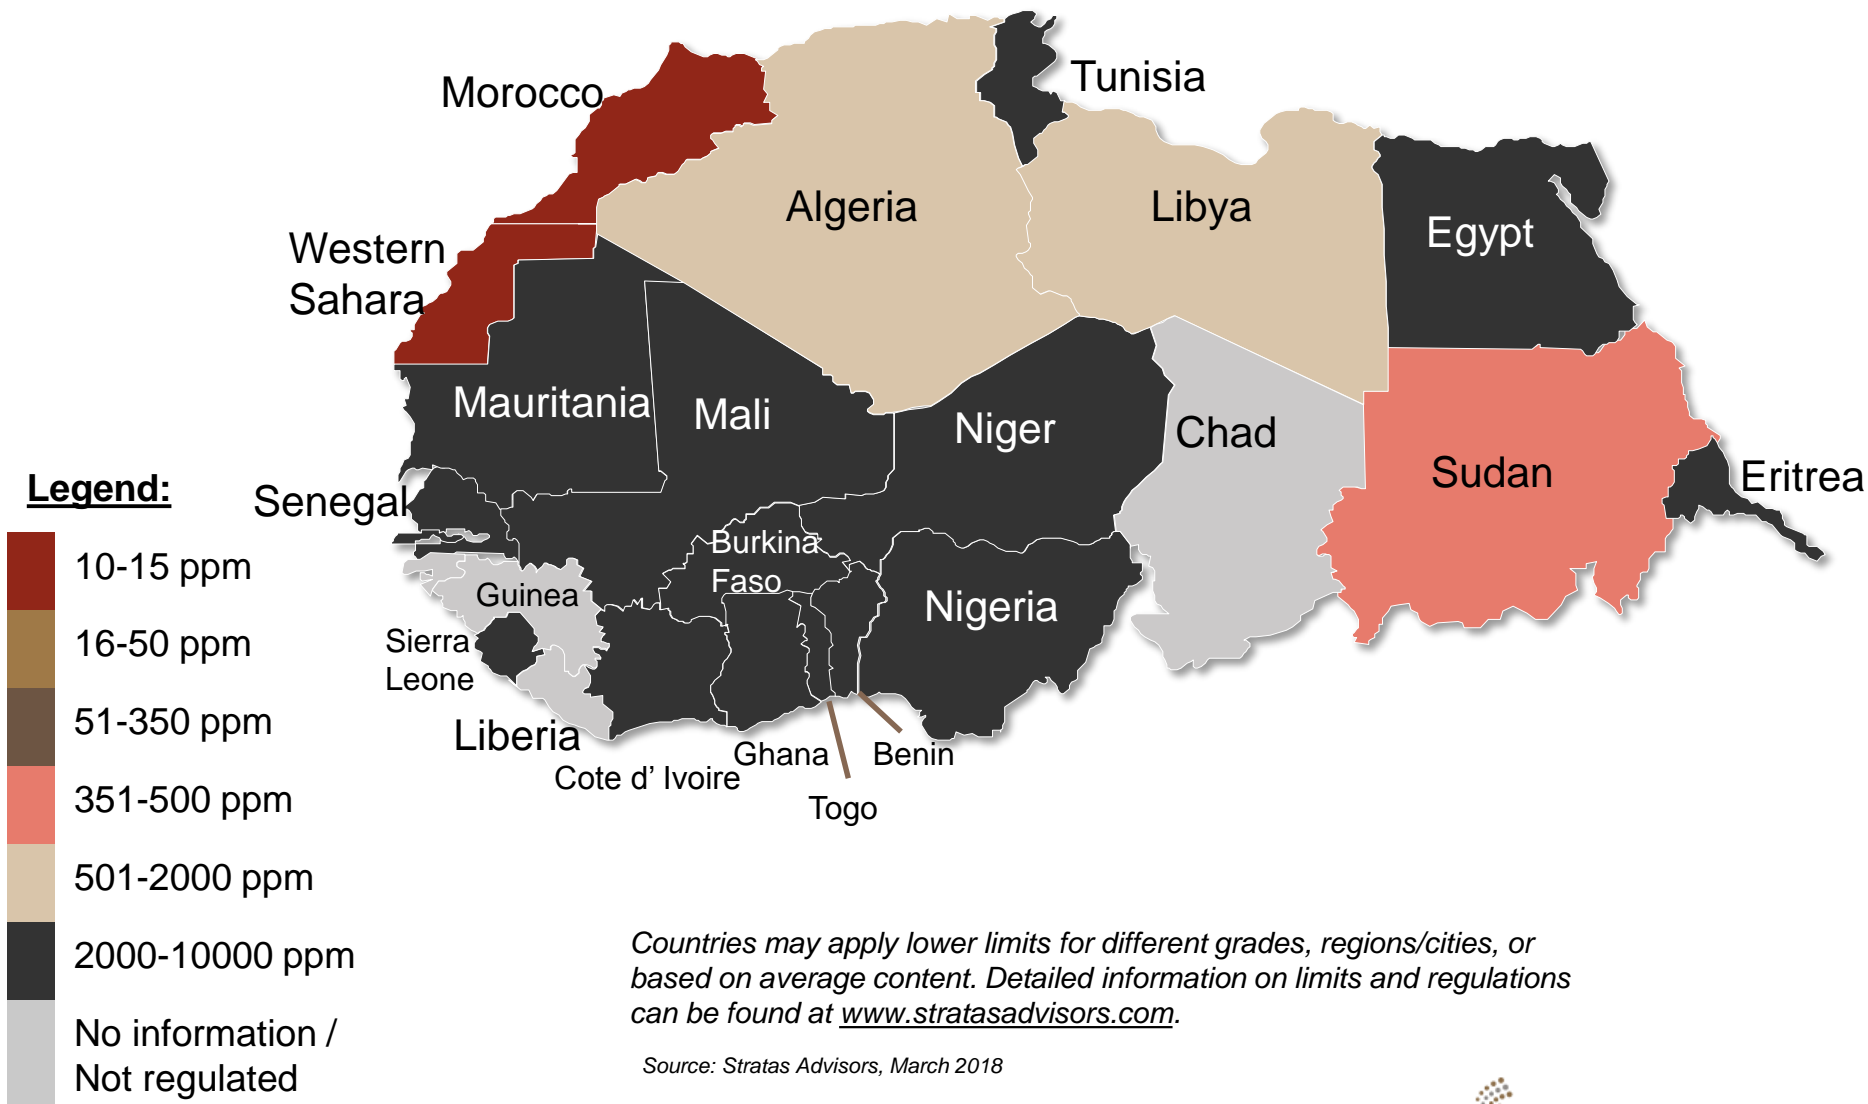 Morocco
Tunisia
Algeria
Libya
Egypt
Western
Sahara
Mauritania
Mali
Niger
Chad
Sudan
Eritrea
Senegal
Burkina
Faso
Guinea
Nigeria
Sierra
Leone
Liberia
Cote d’ Ivoire
Ghana
Benin
Togo
Legend:
10-15 ppm
16-50 ppm
51-350 ppm
351-500 ppm
501-2000 ppm
2000-10000 ppm
No information /
Not regulated
Countries may apply lower limits for different grades, regions/cities, or
based on average content. Detailed information on limits and regulations
can be found at www.stratasadvisors.com.
Source: Stratas Advisors, March 2018